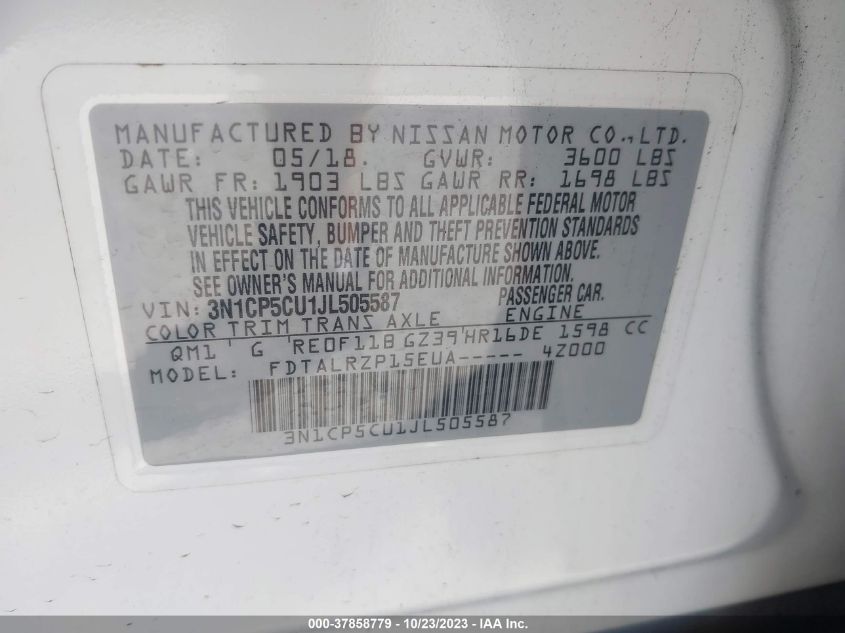 MANUFACTURED BY NISSAN MOTOR CO.,LTD.
DATE: 05/18. GVWR: 3600 LBS
GAWR FR: 1903 LBS GAWR RR: 1698 LBS
THIS VEHICLE CONFORMS TO ALL APPLICABLE FEDERAL MOTOR
VEHICLE SAFETY, BUMPER AND THEFT PREVENTION STANDARDS
IN EFFECT ON THE DATE OF MANUFACTURE SHOWN ABOVE.
SEE OWNER'S MANUAL FOR ADDITIONAL INFORMATION.
VIN: 3N1CP5CU1JL505587 PASSENGER CAR.
COLOR TRIM TRANS AXLE ENGINE
QM1 ' G 'RE0F11B GZ39'HR16DE 1598 CC
MODEL: FDTALRZP15EUA----- 4Z000
3N1CP5CU1JL505587
000-37858779 - 10/23/2023 - IAA Inc.